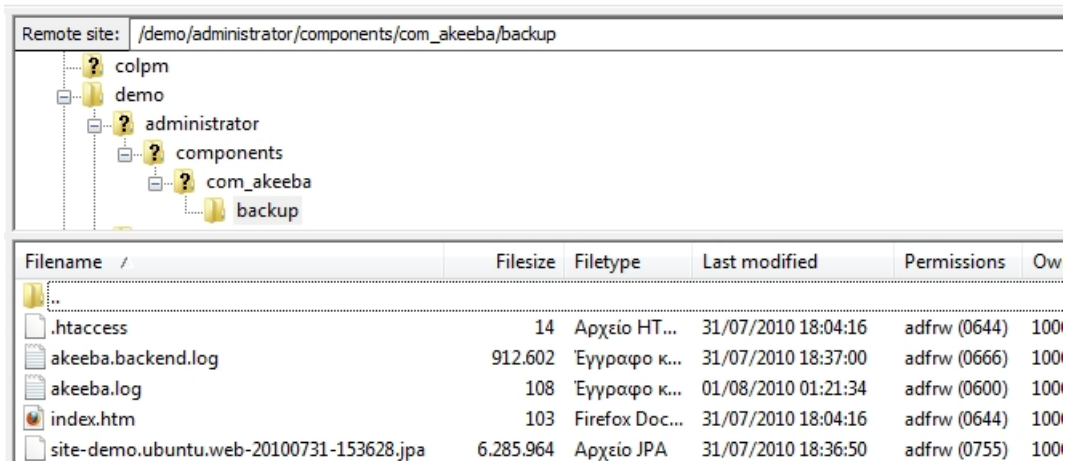 Remote site: /demo/administrator/components/com_akeeba/backup
colpm
demo
administrator
components
com_akeeba
backup
Filename Filesize Filetype Last modified Permissions Ow
..
.htaccess 14 Αρχείο HT... 31/07/2010 18:04:16 adfrw (0644) 100
akeeba.backend.log 912.602 Έγγραφο κ... 31/07/2010 18:37:00 adfrw (0666) 100
akeeba.log 108 Έγγραφο κ... 01/08/2010 01:21:34 adfrw (0600) 100
index.htm 103 Firefox Doc... 31/07/2010 18:04:16 adfrw (0644) 100
site-demo.ubuntu.web-20100731-153628.jpa 6.285.964 Αρχείο JPA 31/07/2010 18:36:50 adfrw (0755) 100